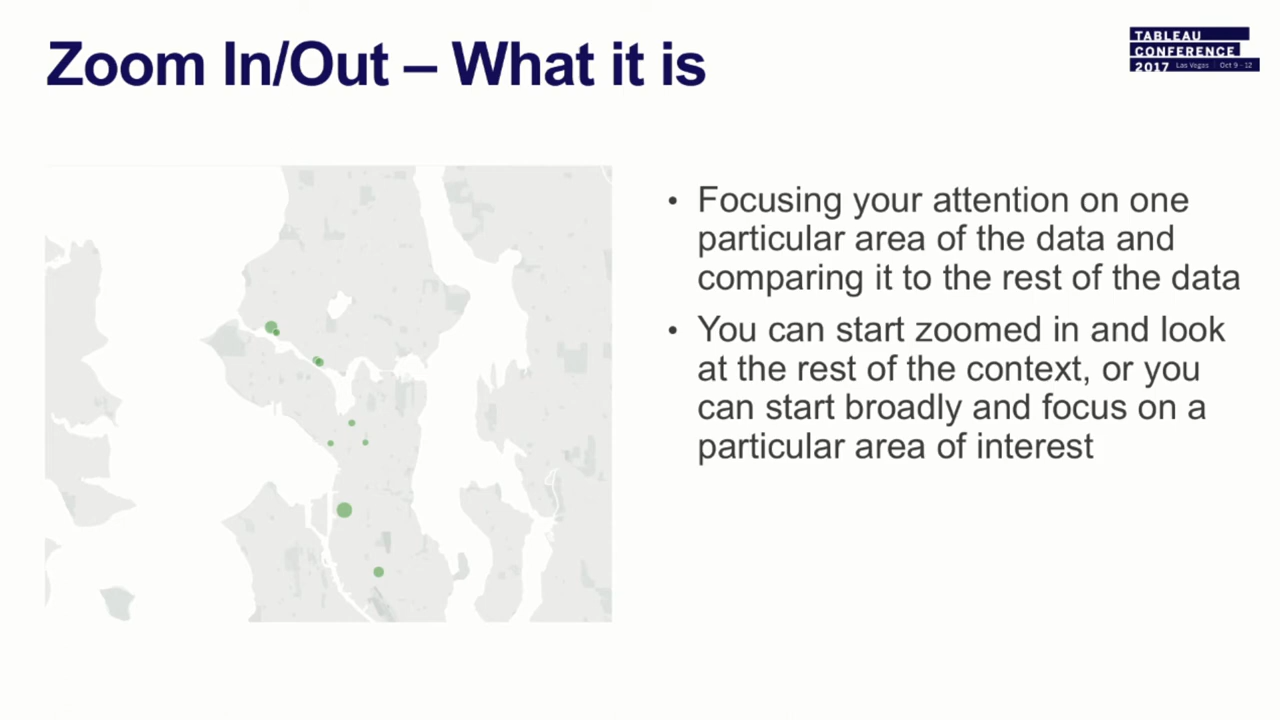 Zoom In/Out – What it is
TABLEAU
CONFERENCE
2017 Las Vegas | Oct 9 - 12
• Focusing your attention on one
particular area of the data and
comparing it to the rest of the data
• You can start zoomed in and look
at the rest of the context, or you
can start broadly and focus on a
particular area of interest